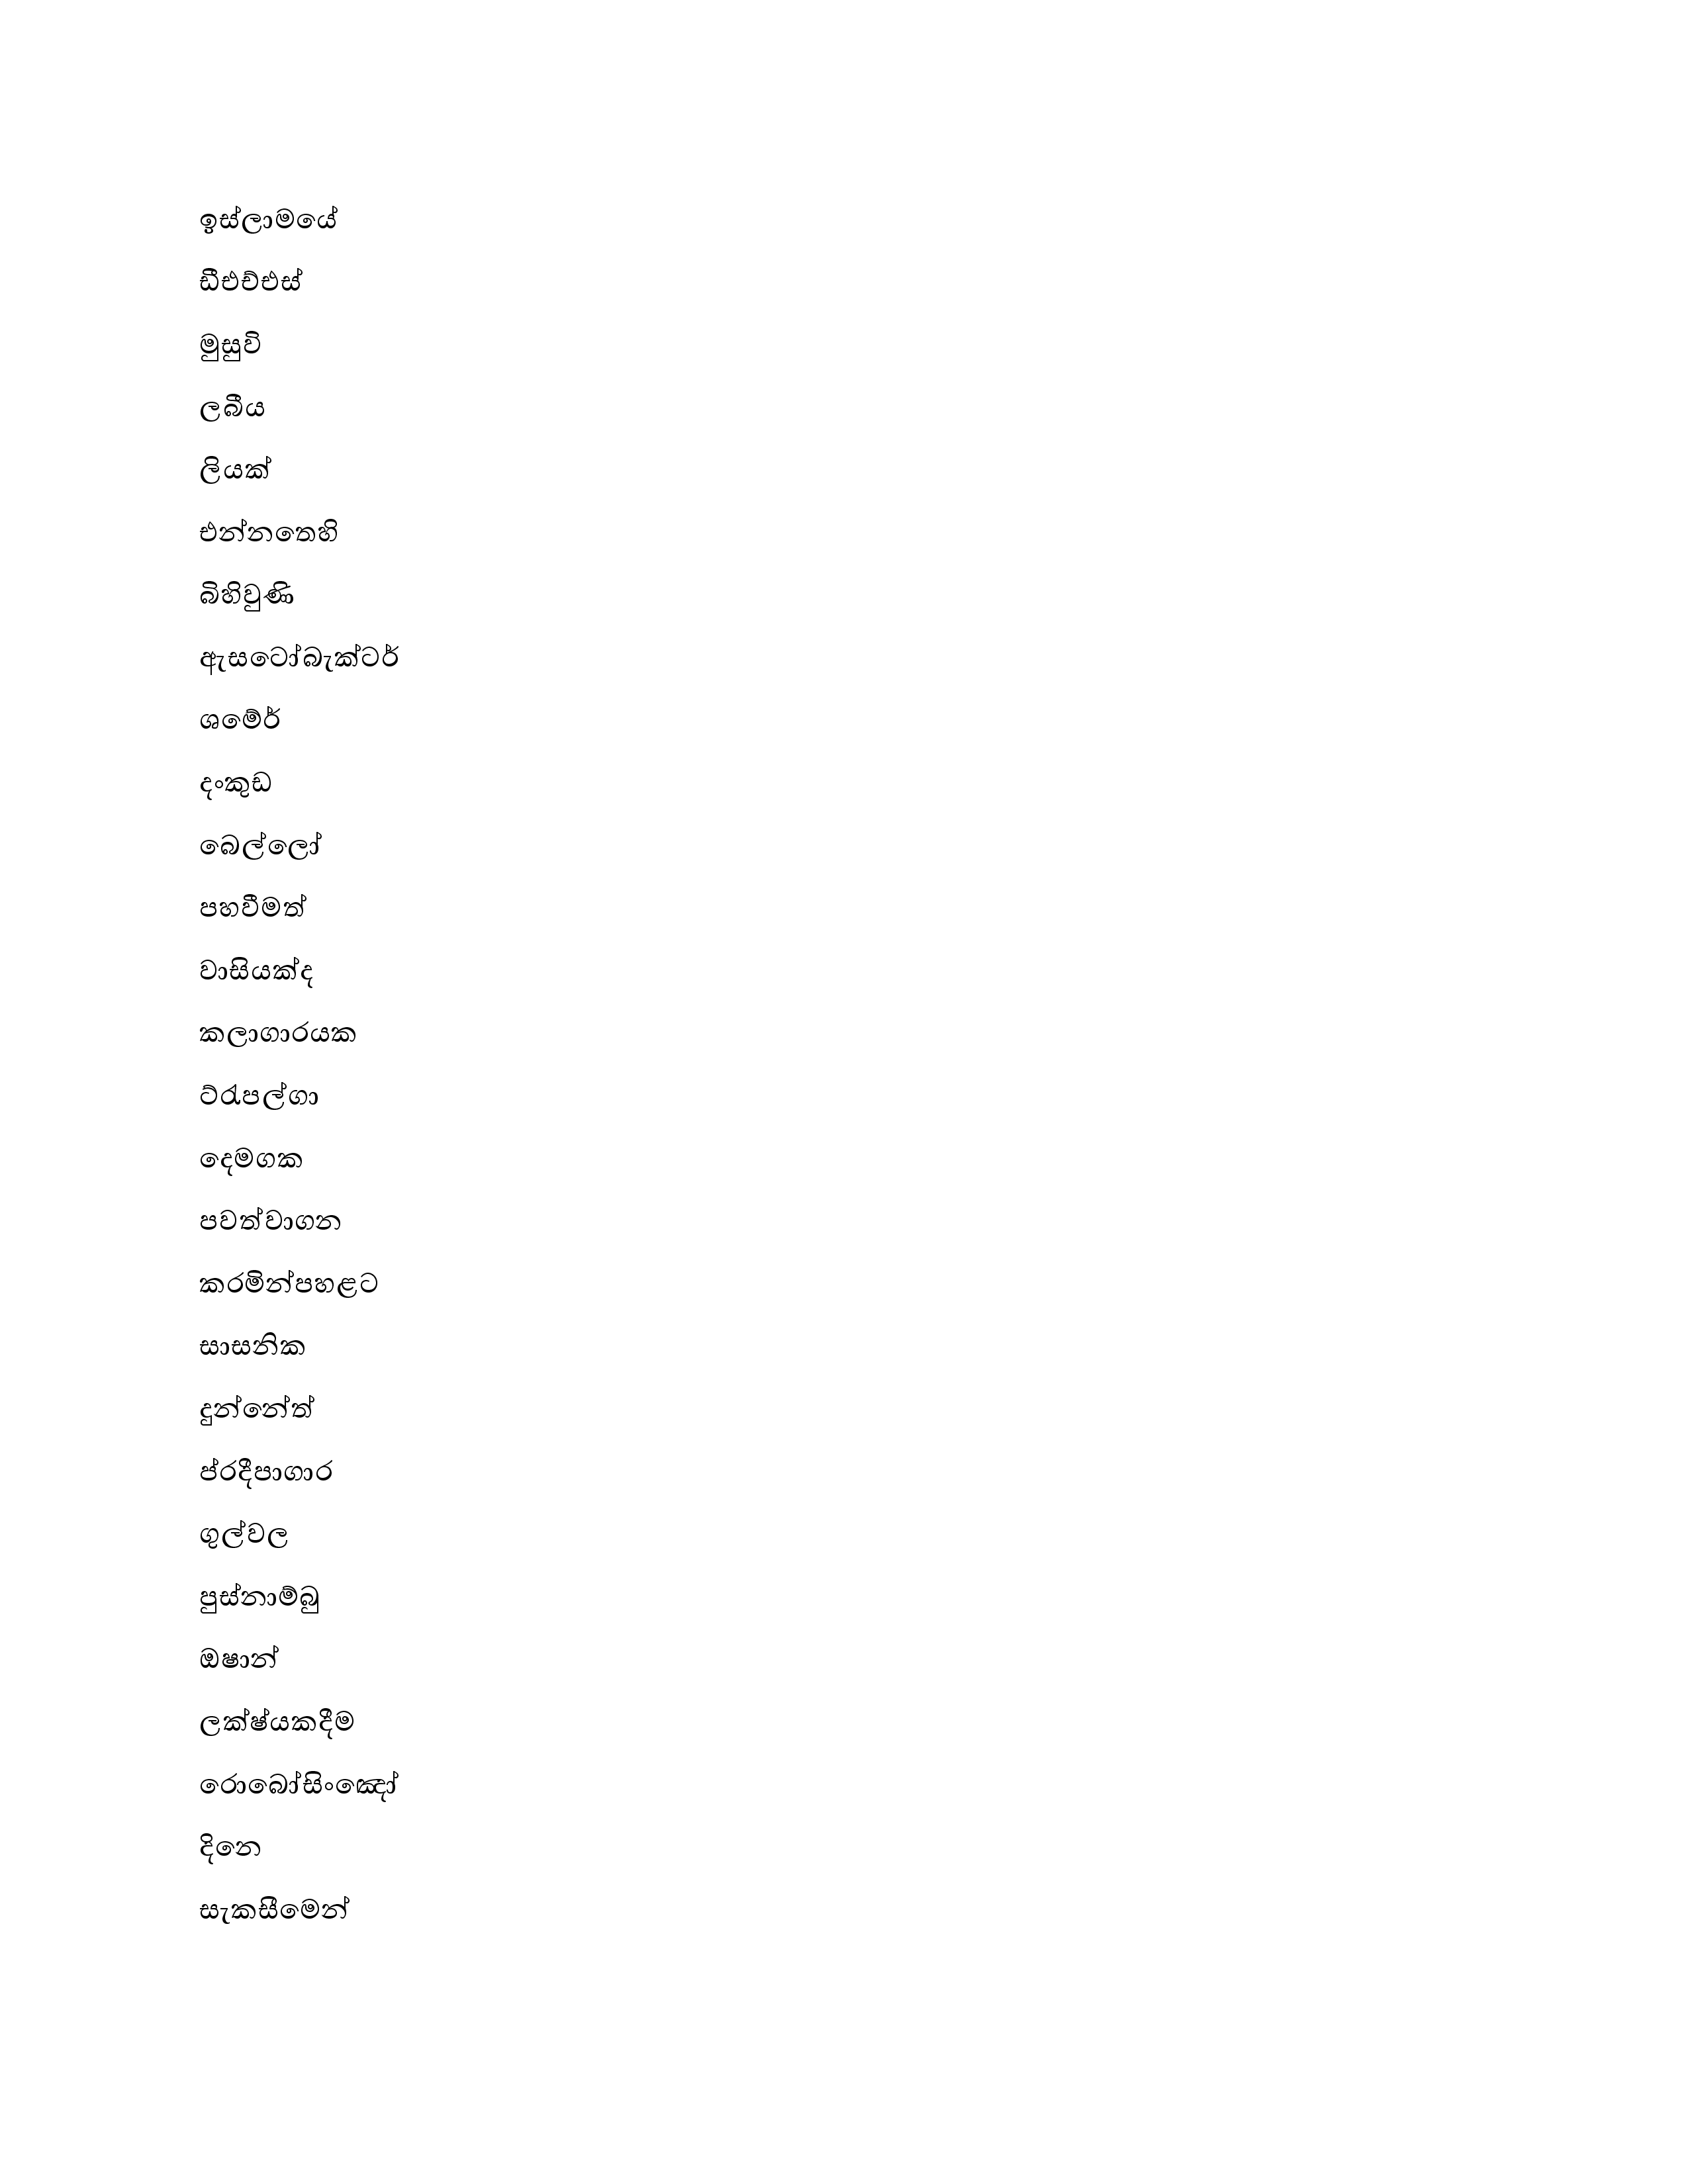 ඉස්ලාමයේ
ඩීඑච්එස්
මුසුවි
ලබීය
ලියක්
එන්නතෙහි
බිහිවුණි
ඇසටෝබැක්ටර්
ශමේර්
දංකුඩ
බෙල්ලෝ
පහවීමත්
වාසියක්ද
කලාගාරයක
ට්රැපල්ගා
දෙමගක
පවත්වාගන
කරමින්පහළට
සාසනික
දුන්නේත්
ප්රදීපාගාර
ගුල්වල
පුස්නාම්බු
ඔෂාන්
ලක්ෂ්යකදීම
රොබෝසිංඤෝ
දිනෙ
සැකසීමෙන්